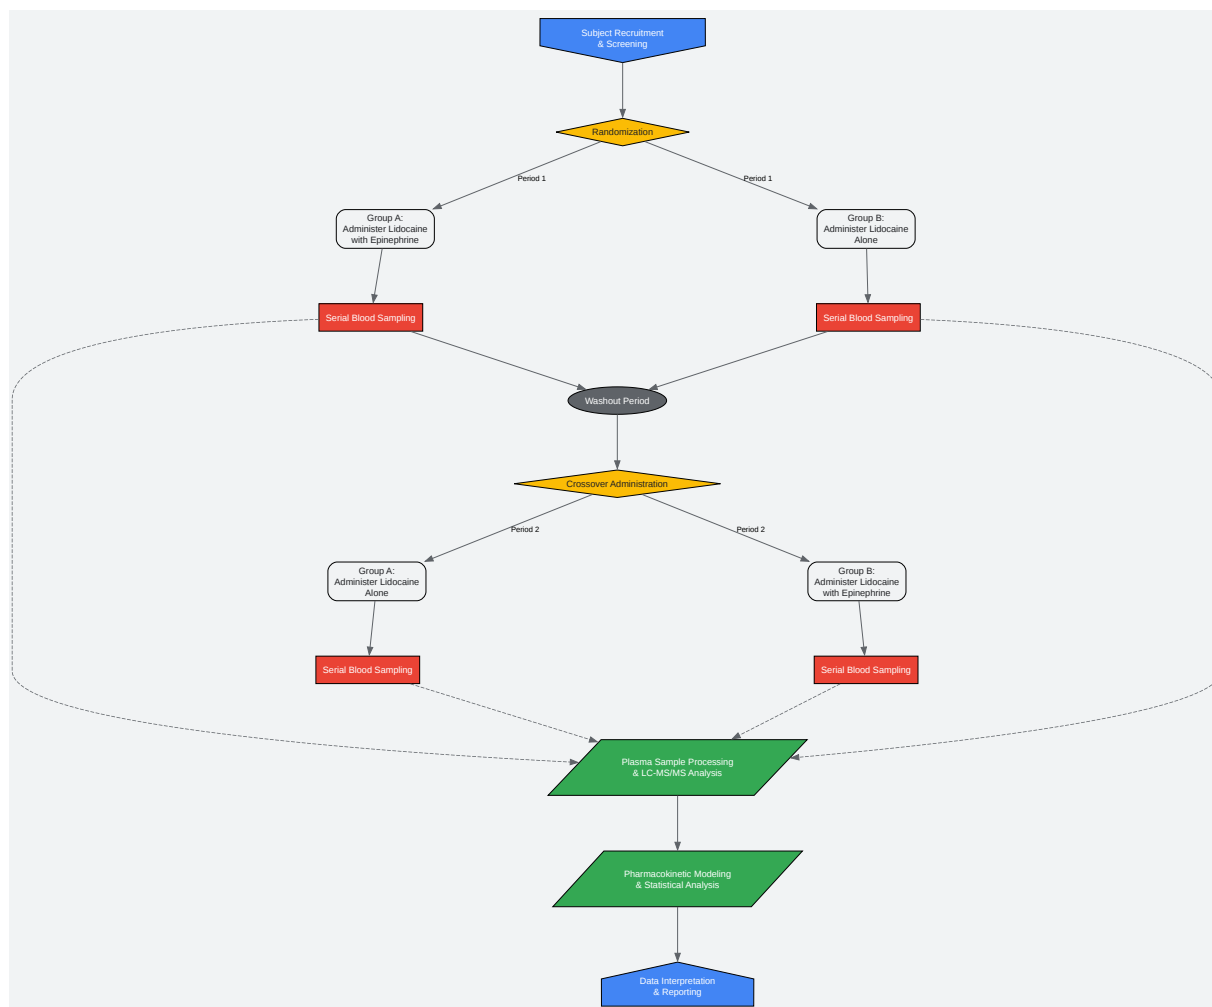 Subject Recruitment
& Screening
Randomization
Period 1
Period 1
Group A:
Administer Lidocaine
with Epinephrine
Group B:
Administer Lidocaine
Alone
Serial Blood Sampling
Serial Blood Sampling
Washout Period
Crossover Administration
Period 2
Period 2
Group A:
Administer Lidocaine
Alone
Group B:
Administer Lidocaine
with Epinephrine
Serial Blood Sampling
Serial Blood Sampling
Plasma Sample Processing
& LC-MS/MS Analysis
Pharmacokinetic Modeling
& Statistical Analysis
Data Interpretation
& Reporting